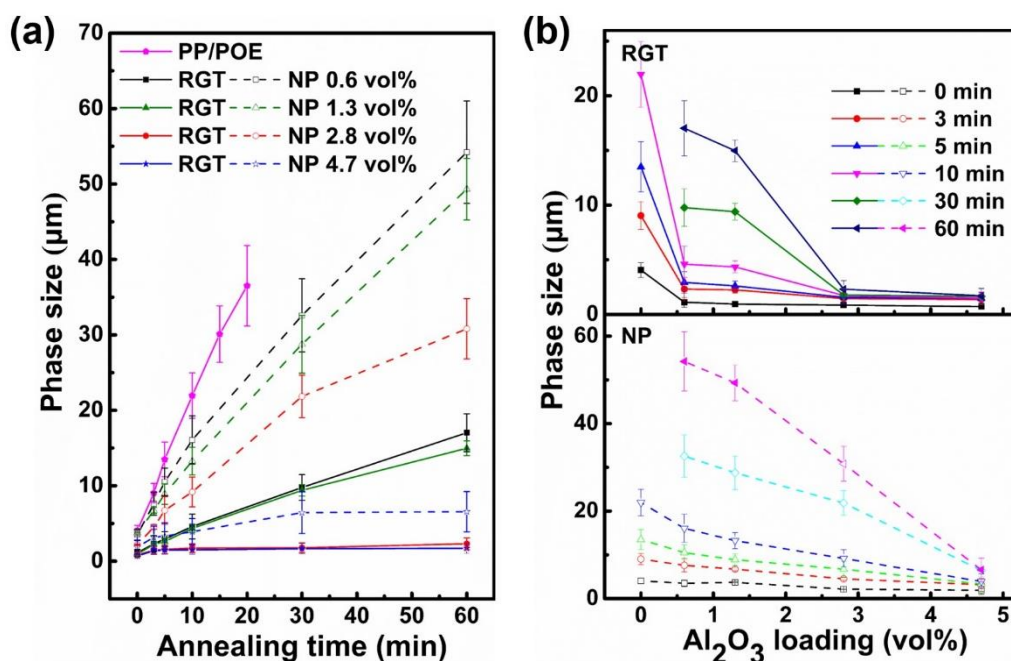 (a)
70
60
50
40
30
20
10
0
Phase size (μm)
PP/POE
RGT NP 0.6 vol%
RGT NP 1.3 vol%
RGT NP 2.8 vol%
RGT NP 4.7 vol%
0 10 20 30 40 50 60
Annealing time (min)
(b)
RGT
20
10
0
0 min
3 min
5 min
10 min
30 min
60 min
Phase size (μm)
NP
60
40
20
0
0 1 2 3 4 5
Al₂O₃ loading (vol%)